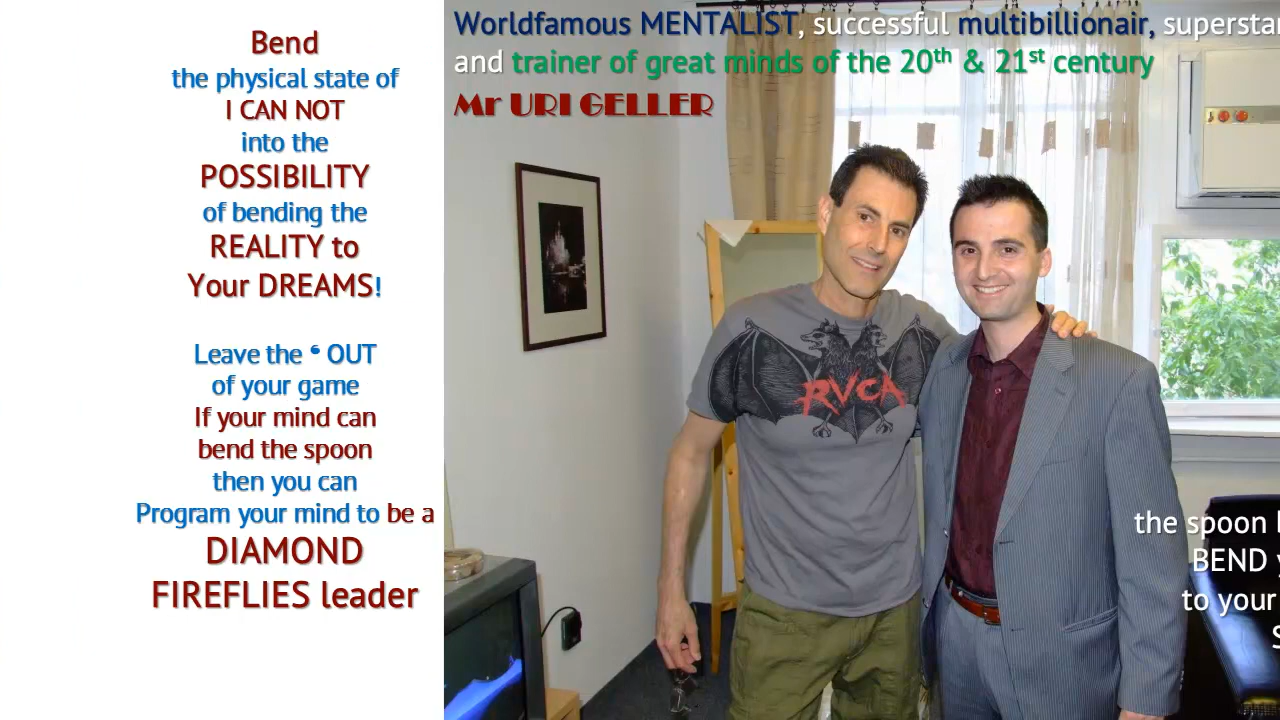 Bend
the physical state of
I CAN NOT
into the
POSSIBILITY
of bending the
REALITY to
Your DREAMS!
Leave the ‘ OUT
of your game
If your mind can
bend the spoon
then you can
Program your mind to be a
DIAMOND
FIREFLIES leader
Worldfamous MENTALIST, successful multibillionair, supersta
and trainer of great minds of the 20th & 21st century
Mr URI GELLER
RVCA
the spoon
BEND
to your